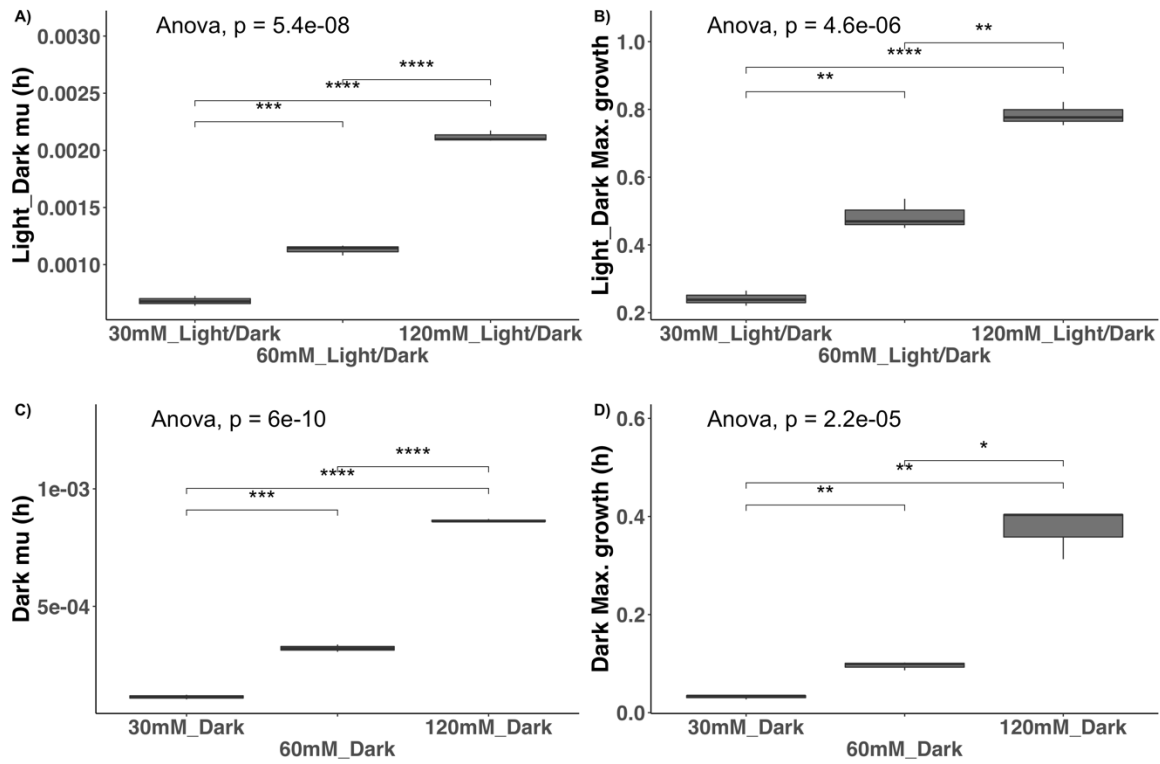 A)
Anova, p = 5.4e-08
****
****
***
0.0030
0.0025
0.0020
0.0015
0.0010
Light_Dark mu (h)
30mM_Light/Dark
60mM_Light/Dark
120mM_Light/Dark
B)
Anova, p = 4.6e-06
**
****
**
1.0
0.8
0.6
0.4
0.2
Light_Dark Max. growth
30mM_Light/Dark
60mM_Light/Dark
120mM_Light/Dark
C)
Anova, p = 6e-10
****
****
***
1e-03
5e-04
Dark mu (h)
30mM_Dark
60mM_Dark
120mM_Dark
D)
Anova, p = 2.2e-05
*
**
**
0.6
0.4
0.2
0.0
Dark Max. growth (h)
30mM_Dark
60mM_Dark
120mM_Dark